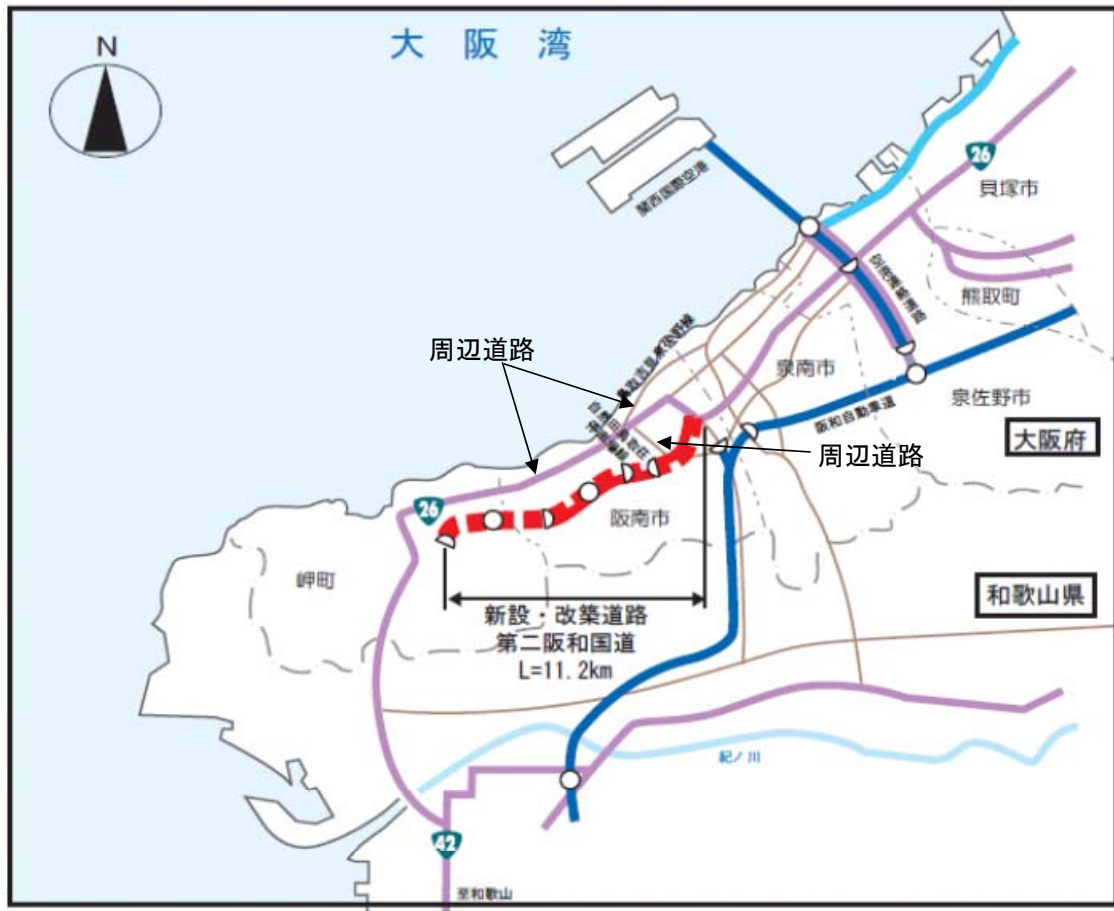 大阪湾
N
26
関西国際空港
貝塚市
熊取町
周辺道路
泉南市
泉佐野市
阪和自動車道
大阪府
周辺道路
26
阪南市
岬町
和歌山県
新設・改築道路
第二阪和国道
L=11.2km
紀ノ川
42
至和歌山